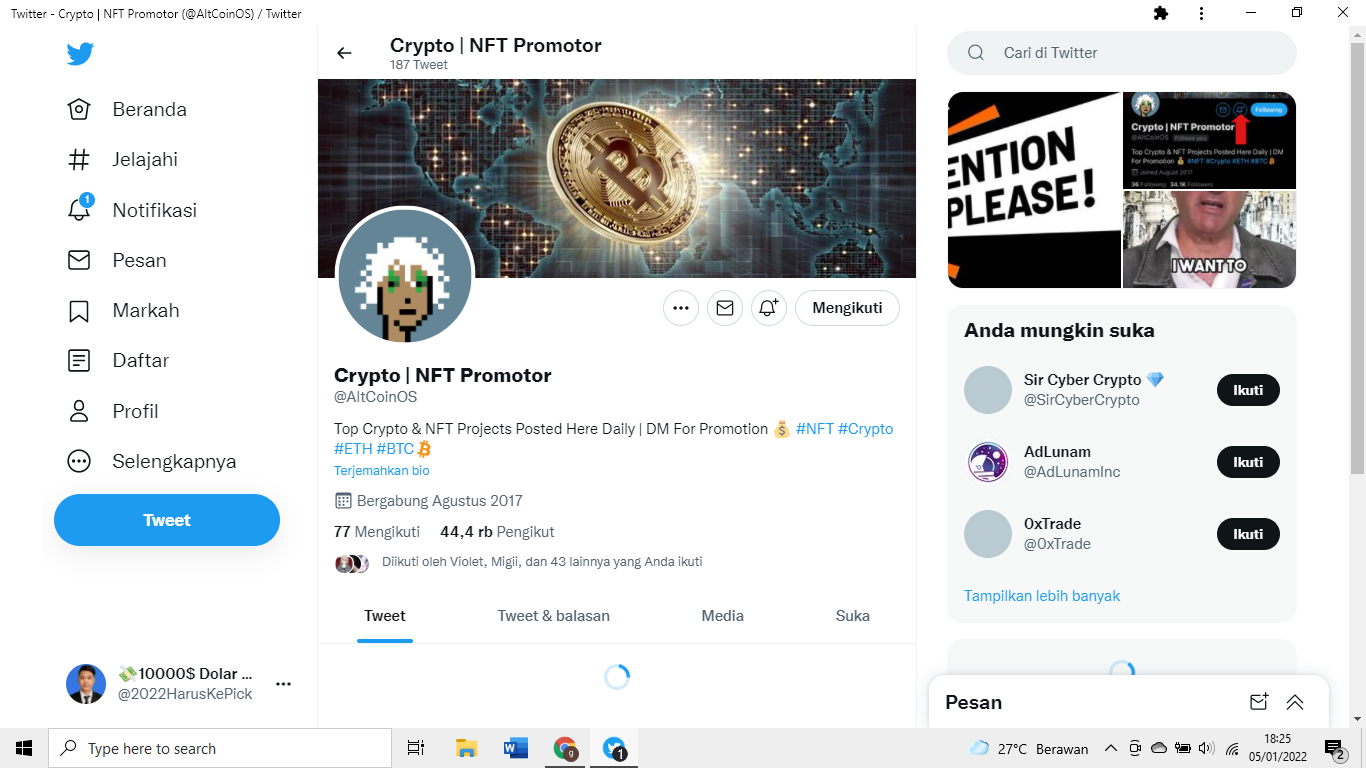 Twitter - Crypto | NFT Promotor (@AltCoinOS) / Twitter
Beranda
Jelajahi
1
Notifikasi
Pesan
Markah
Daftar
Profil
Selengkapnya
Tweet
💸10000$ Dolar ...
@2022HarusKePick
Crypto | NFT Promotor
187 Tweet
Mengikuti
Crypto | NFT Promotor
@AltCoinOS
Top Crypto & NFT Projects Posted Here Daily | DM For Promotion 💰 #NFT #Crypto
#ETH #BTC
Terjemahkan bio
Bergabung Agustus 2017
77 Mengikuti 44,4 rb Pengikut
Diikuti oleh Violet, Migii, dan 43 lainnya yang Anda ikuti
Tweet Tweet & balasan Media Suka
Cari di Twitter
ENTION
PLEASE!
Following
Crypto | NFT Promotor
@AltCoinOS Follows you
Top Crypto & NFT Projects Posted Here Daily | DM
For Promotion 💰 #NFT #Crypto #ETH #BTC
Joined August 2017
36 Following 34.1K Followers
I WANT TO
Anda mungkin suka
Sir Cyber Crypto 💎
@SirCyberCrypto
Ikuti
AdLunam
@AdLunamInc
Ikuti
0xTrade
@0xTrade
Ikuti
Tampilkan lebih banyak
Pesan
Type here to search
g
1
27°C Berawan
18:25
05/01/2022
2